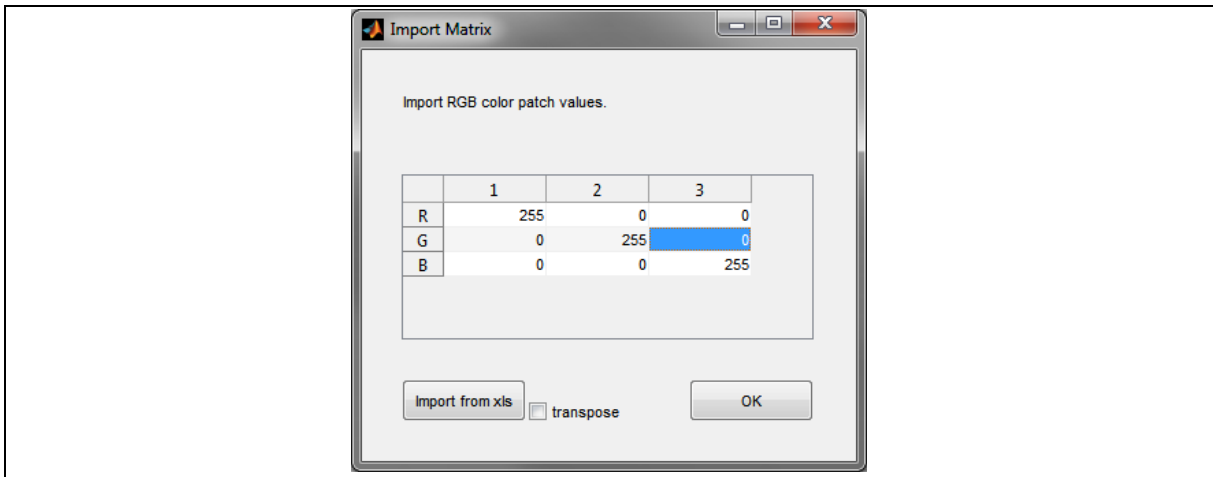 Import Matrix
Import RGB color patch values.
1 2 3
R 255 0 0
G 0 255 0
B 0 0 255
Import from xls transpose OK